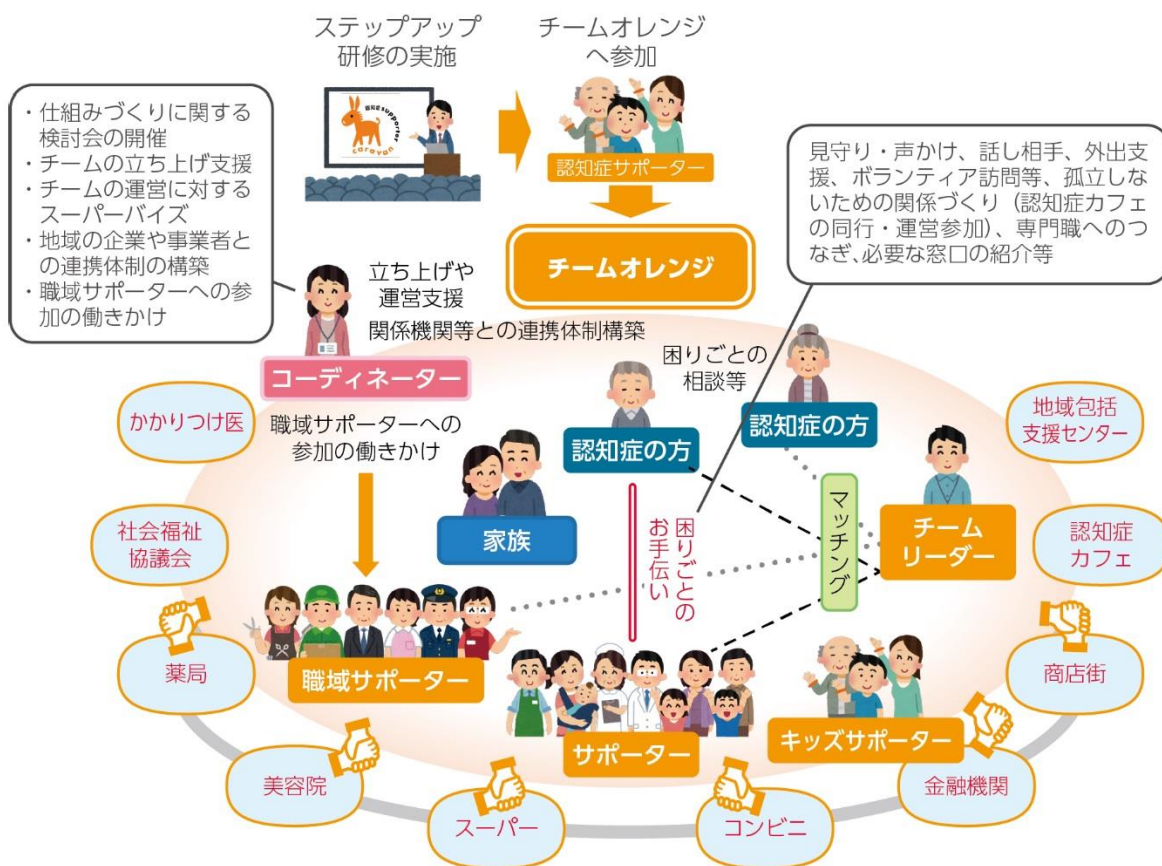 ステップアップ
研修の実施
チームオレンジ
へ参加
認知症supporter
caravan
認知症サポーター
・仕組みづくりに関する
検討会の開催
・チームの立ち上げ支援
・チームの運営に対する
スーパーバイズ
・地域の企業や事業者と
の連携体制の構築
・職域サポーターへの参
加の働きかけ
見守り・声かけ、話し相手、外出支
援、ボランティア訪問等、孤立しな
いための関係づくり（認知症カフェ
の同行・運営参加）、専門職へのつ
なぎ、必要な窓口の紹介等
チームオレンジ
立ち上げや
運営支援
関係機関等との連携体制構築
コーディネーター
困りごとの
相談等
かかりつけ医
職域サポーターへの
参加の働きかけ
認知症の方
認知症の方
地域包括
支援センター
家族
マッチング
チーム
リーダー
社会福祉
協議会
認知症
カフェ
困りごとの
お手伝い
薬局
職域サポーター
商店街
サポーター
キッズサポーター
美容院
金融機関
スーパー
コンビニ